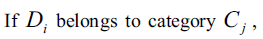 If D_i belongs to category C_j ,